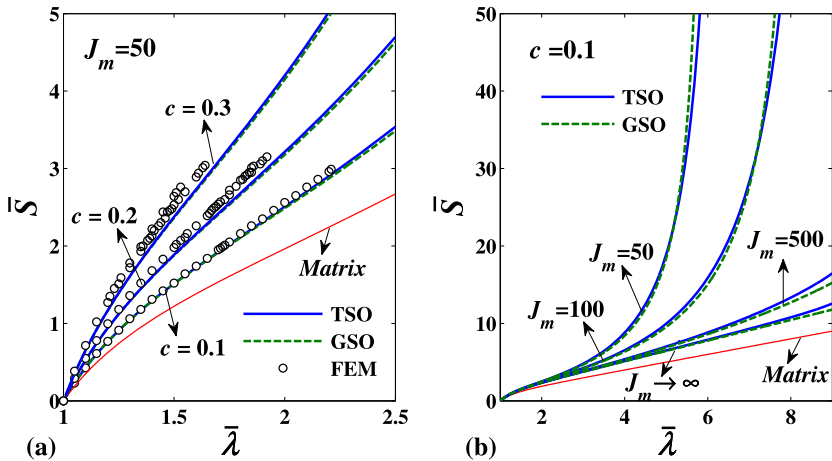 5
4
3
2
1
0
1
1.5
2
2.5
S̄
λ̄
J_m=50
c = 0.3
c = 0.2
c = 0.1
Matrix
TSO
GSO
FEM
(a)
50
40
30
20
10
0
2
4
6
8
S̄
λ̄
c =0.1
TSO
GSO
J_m=50
J_m=500
J_m=100
J_m→∞
Matrix
(b)